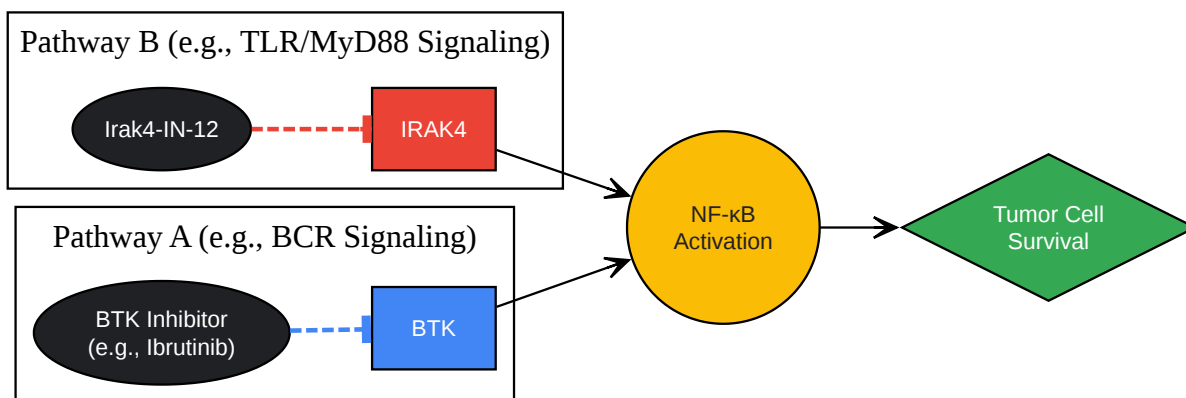 Pathway B (e.g., TLR/MyD88 Signaling)
Irak4-IN-12
IRAK4
Pathway A (e.g., BCR Signaling)
BTK Inhibitor
(e.g., Ibrutinib)
BTK
NF-κB
Activation
Tumor Cell
Survival